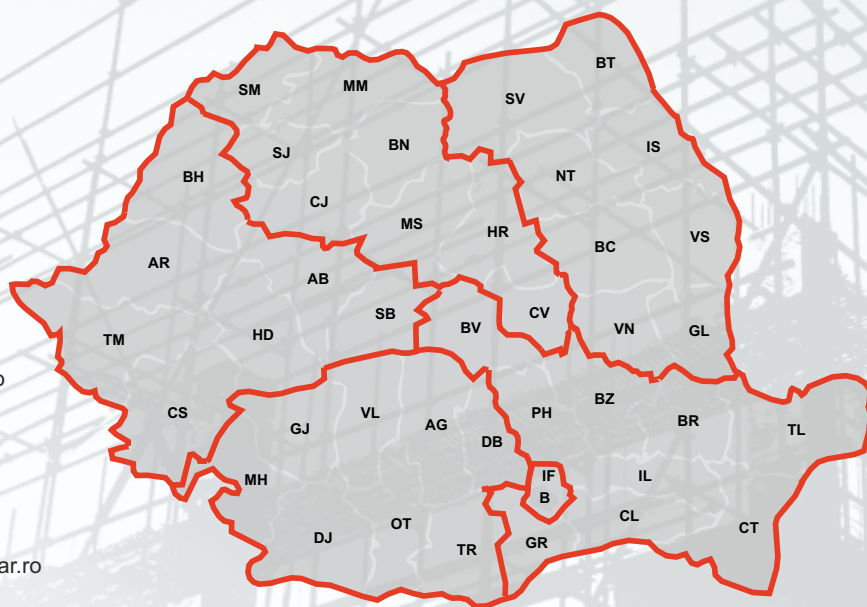 BT
MM
SM
SV
BN
IS
SJ
NT
BH
CJ
MS
HR
VS
BC
AR
AB
SB
CV
BV
VN
GL
TM
HD
o
BZ
CS
PH
VL
BR
AG
GJ
TL
DB
IF
IL
MH
B
CL
OT
CT
DJ
GR
TR
ar.ro